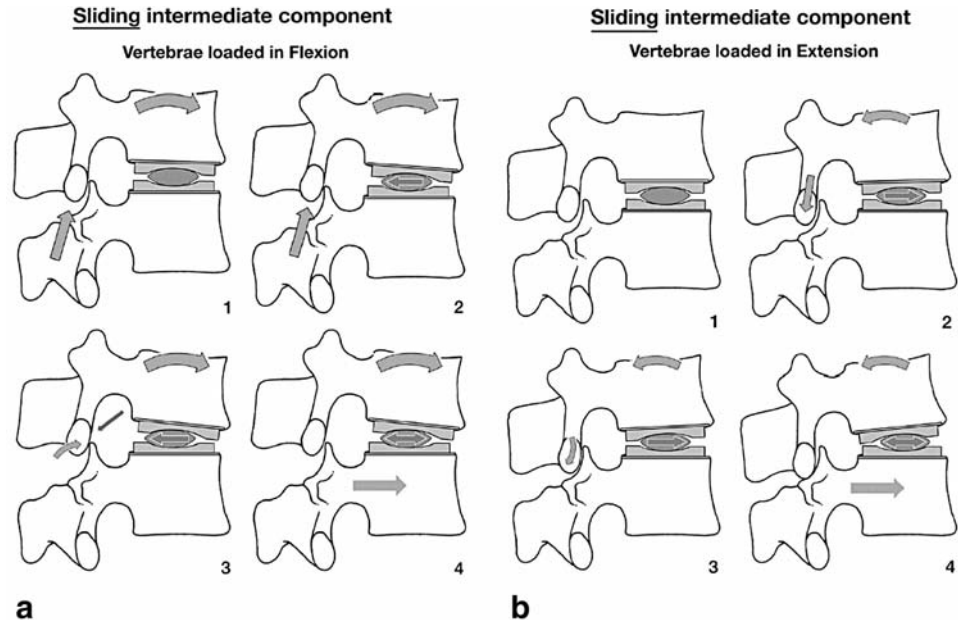 Sliding intermediate component
Vertebrae loaded in Flexion
1
2
3
4
a
Sliding intermediate component
Vertebrae loaded in Extension
1
2
3
4
b